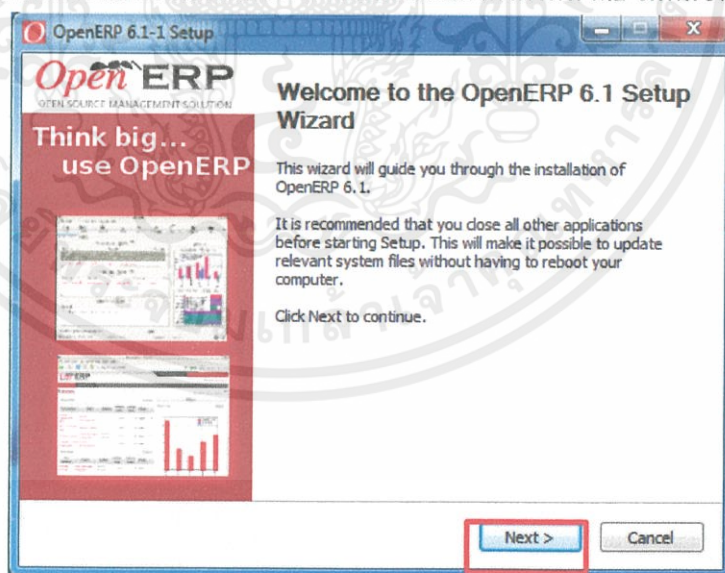 OpenERP 6.1-1 Setup
Open ERP
OPEN SOURCE MANAGEMENT SOLUTION
Think big...
use OpenERP
Welcome to the OpenERP 6.1 Setup
Wizard
This wizard will guide you through the installation of
OpenERP 6.1.
It is recommended that you close all other applications
before starting Setup. This will make it possible to update
relevant system files without having to reboot your
computer.
Click Next to continue.
Next >
Cancel